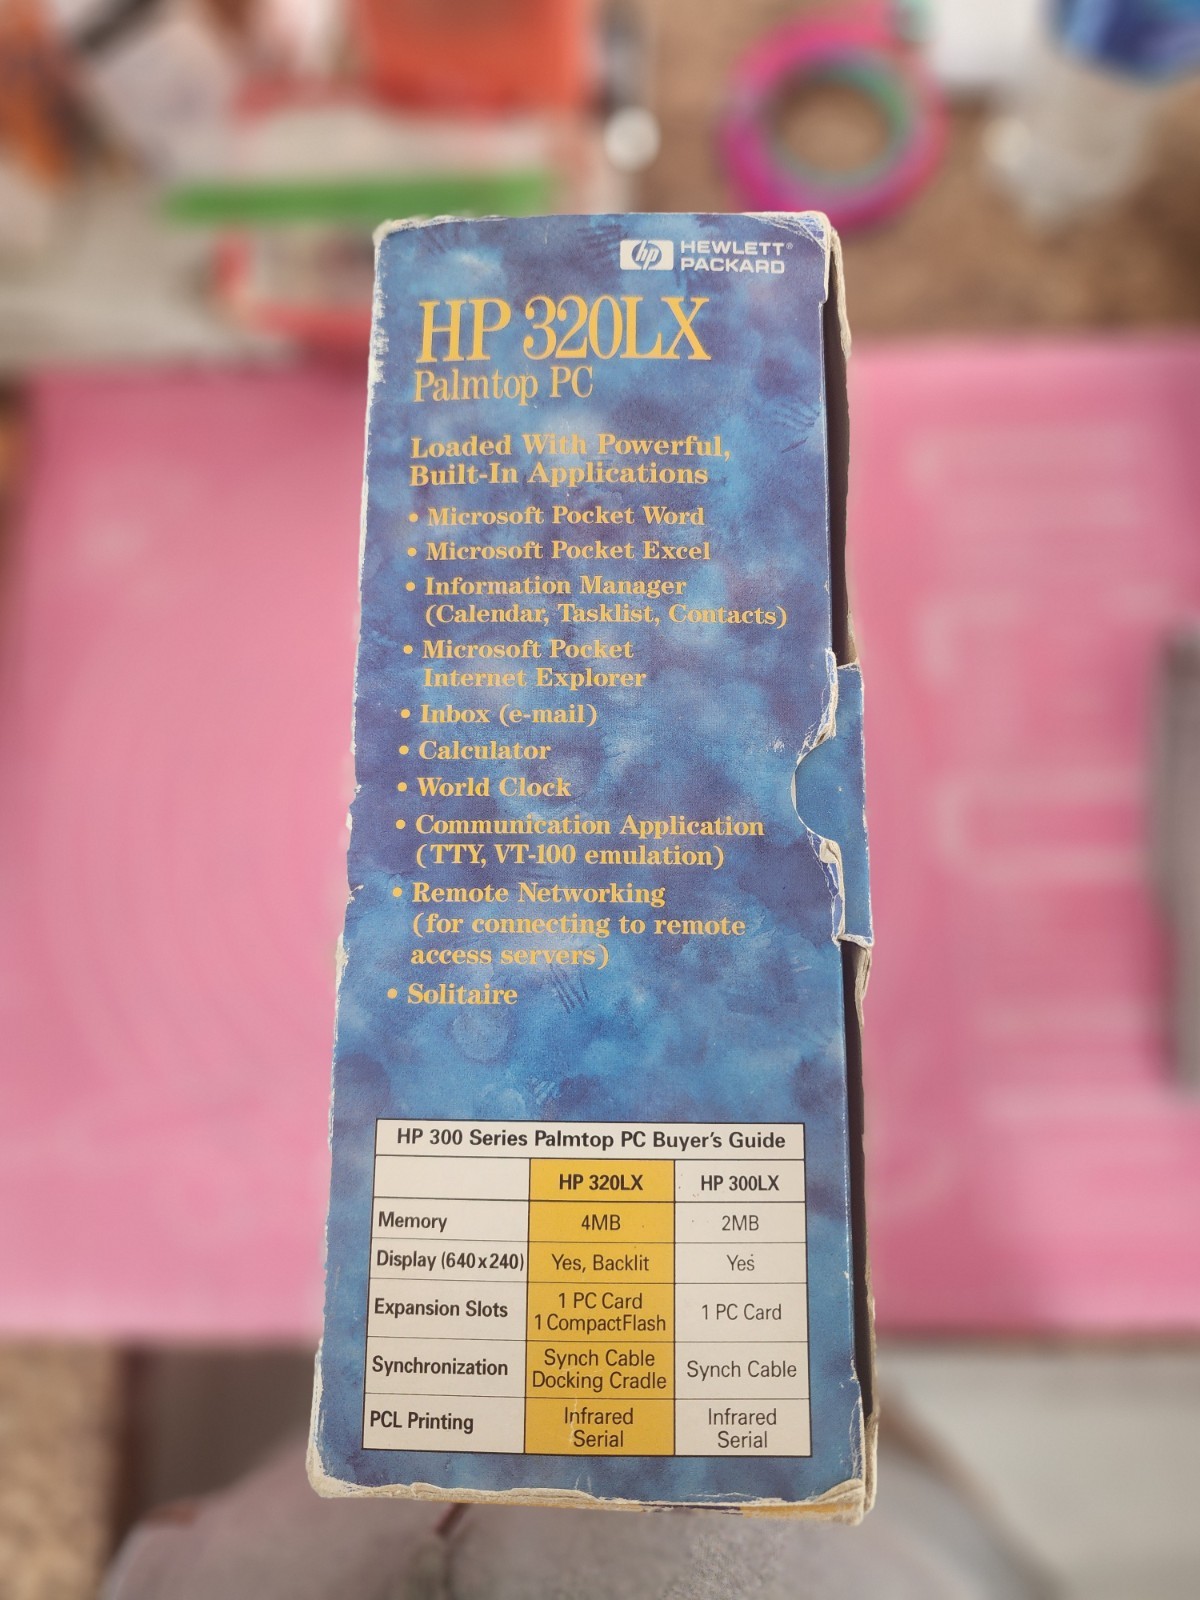 hp HEWLETT®
PACKARD
HP 320LX
Palmtop PC
Loaded With Powerful,
Built-In Applications
• Microsoft Pocket Word
• Microsoft Pocket Excel
• Information Manager
(Calendar, Tasklist, Contacts)
• Microsoft Pocket
Internet Explorer
• Inbox (e-mail)
• Calculator
• World Clock
• Communication Application
(TTY, VT-100 emulation)
• Remote Networking
(for connecting to remote
access servers)
• Solitaire
HP 300 Series Palmtop PC Buyer's Guide
HP 320LX HP 300LX
Memory 4MB 2MB
Display (640x240) Yes, Backlit Yes
Expansion Slots 1 PC Card 1 PC Card
1 CompactFlash
Synchronization Synch Cable Synch Cable
Docking Cradle
PCL Printing Infrared Infrared
Serial Serial